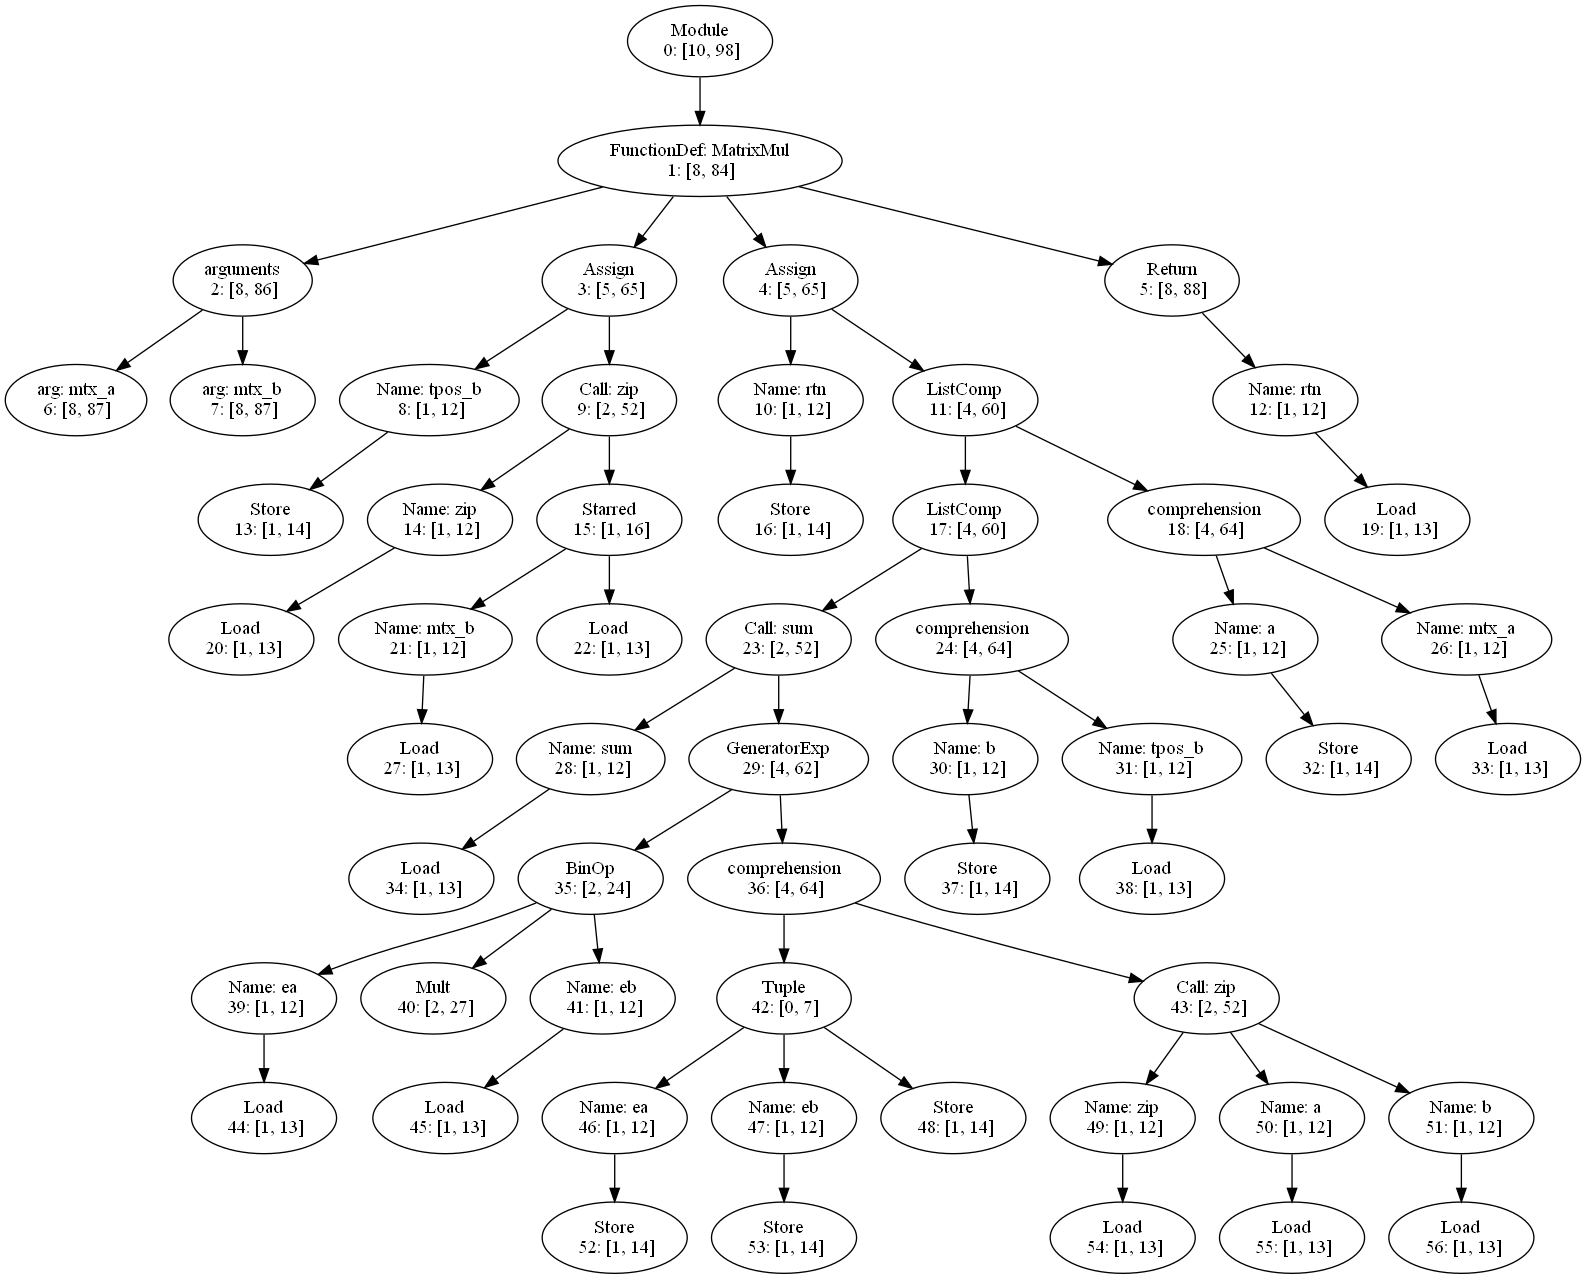 Module
0: [10, 98]
FunctionDef: MatrixMul
1: [8, 84]
arguments
2: [8, 86]
Assign
3: [5, 65]
Assign
4: [5, 65]
Return
5: [8, 88]
arg: mtx_a
6: [8, 87]
arg: mtx_b
7: [8, 87]
Name: tpos_b
8: [1, 12]
Call: zip
9: [2, 52]
Name: rtn
10: [1, 12]
ListComp
11: [4, 60]
Name: rtn
12: [1, 12]
Store
13: [1, 14]
Name: zip
14: [1, 12]
Starred
15: [1, 16]
Store
16: [1, 14]
ListComp
17: [4, 60]
comprehension
18: [4, 64]
Load
19: [1, 13]
Load
20: [1, 13]
Name: mtx_b
21: [1, 12]
Load
22: [1, 13]
Call: sum
23: [2, 52]
comprehension
24: [4, 64]
Name: a
25: [1, 12]
Name: mtx_a
26: [1, 12]
Load
27: [1, 13]
Name: sum
28: [1, 12]
GeneratorExp
29: [4, 62]
Name: b
30: [1, 12]
Name: tpos_b
31: [1, 12]
Store
32: [1, 14]
Load
33: [1, 13]
Load
34: [1, 13]
BinOp
35: [2, 24]
comprehension
36: [4, 64]
Store
37: [1, 14]
Load
38: [1, 13]
Name: ea
39: [1, 12]
Mult
40: [2, 27]
Name: eb
41: [1, 12]
Tuple
42: [0, 7]
Call: zip
43: [2, 52]
Load
44: [1, 13]
Load
45: [1, 13]
Name: ea
46: [1, 12]
Name: eb
47: [1, 12]
Store
48: [1, 14]
Name: zip
49: [1, 12]
Name: a
50: [1, 12]
Name: b
51: [1, 12]
Store
52: [1, 14]
Store
53: [1, 14]
Load
54: [1, 13]
Load
55: [1, 13]
Load
56: [1, 13]